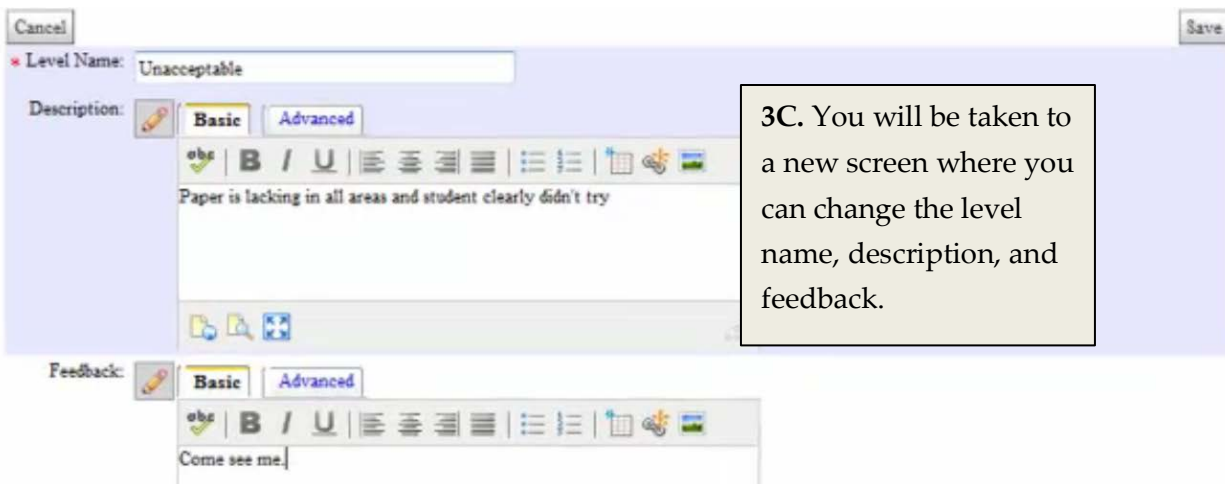 Cancel
Save
* Level Name: Unacceptable
Description:
Basic Advanced
abc B I U
Paper is lacking in all areas and student clearly didn't try
3C. You will be taken to
a new screen where you
can change the level
name, description, and
feedback.
Feedback:
Basic Advanced
abc B I U
Come see me.